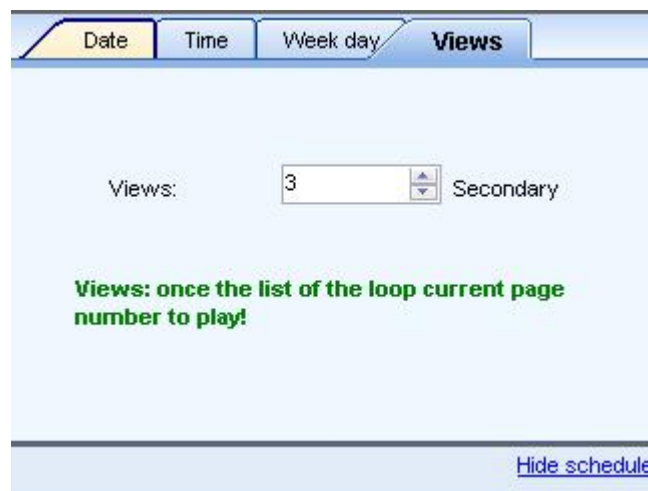 Date Time Week day Views
Views: 3 Secondary
Views: once the list of the loop current page
number to play!
Hide schedule